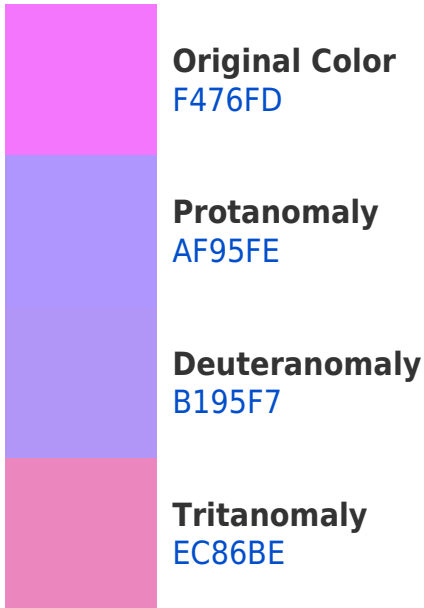 Original Color
F476FD
Protanomaly
AF95FE
Deuteranomaly
B195F7
Tritanomaly
EC86BE